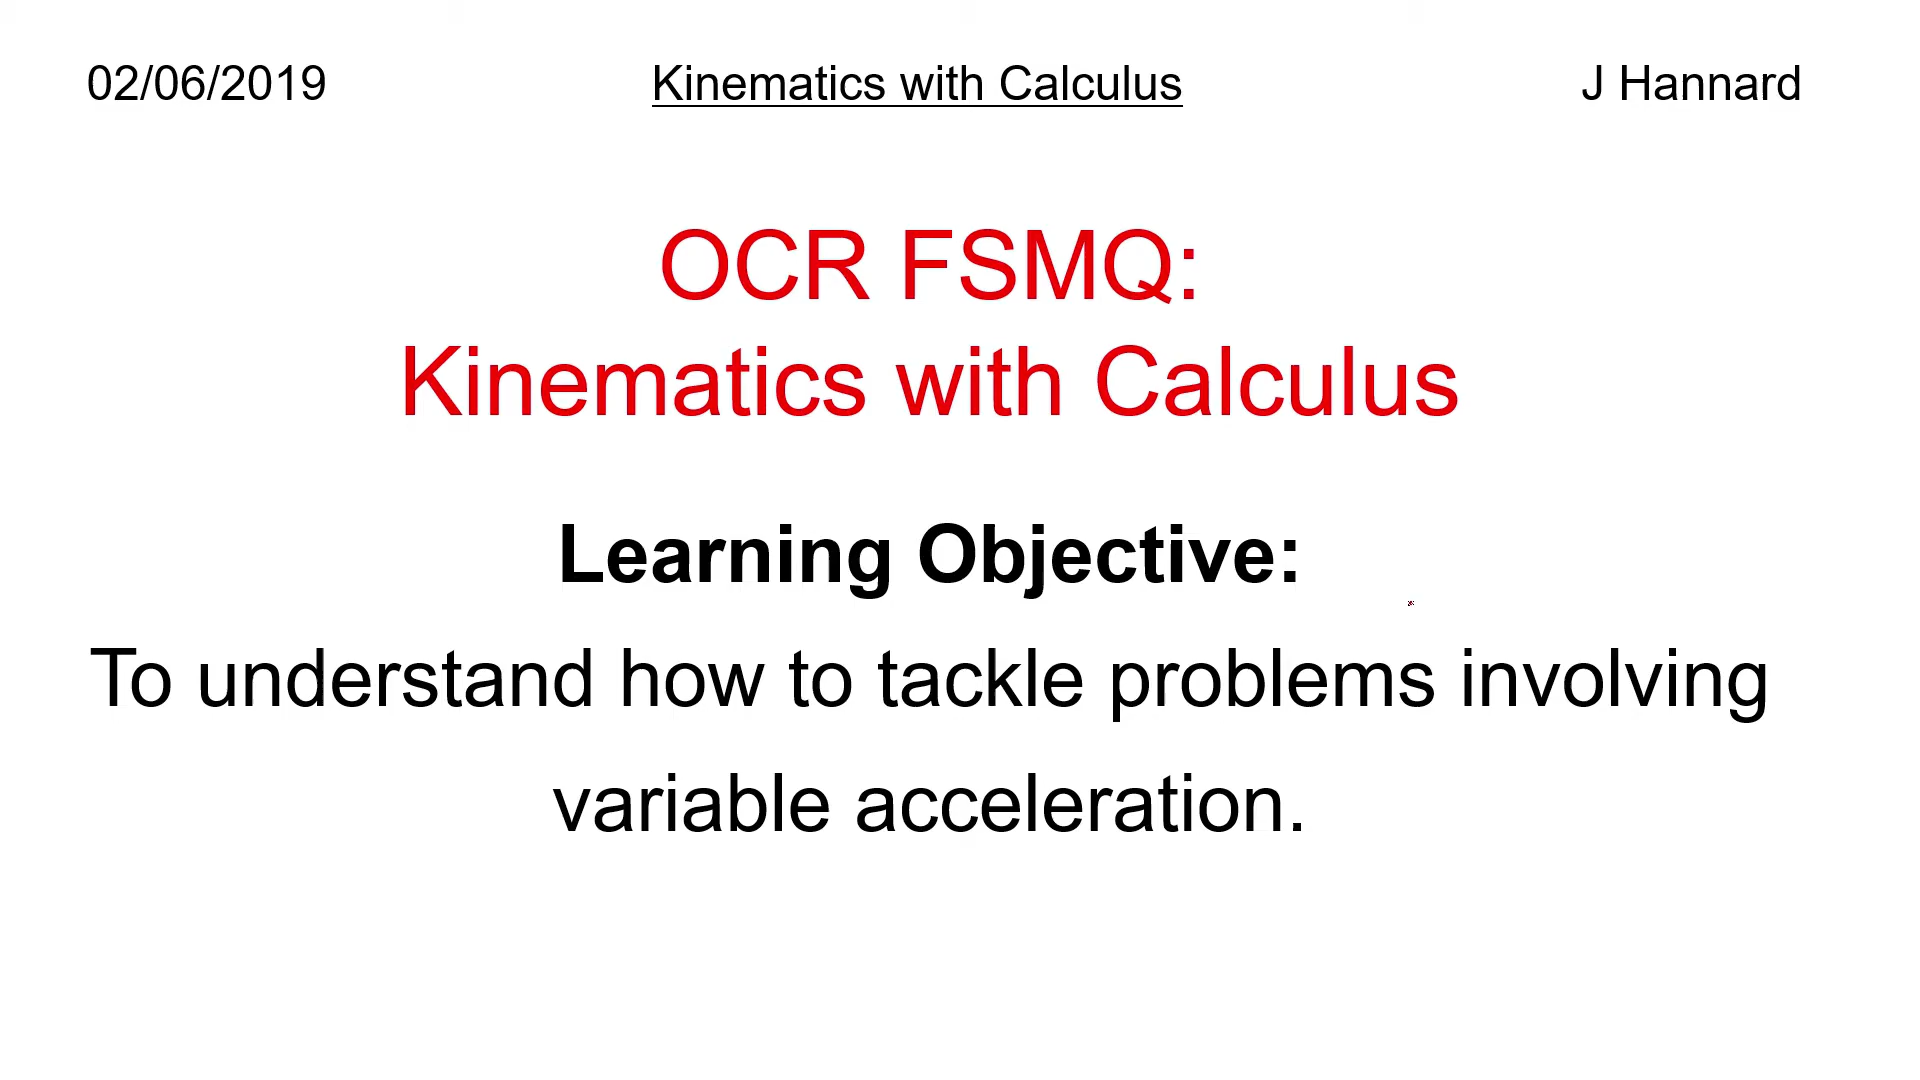 02/06/2019 Kinematics with Calculus J Hannard
OCR FSMQ:
Kinematics with Calculus
Learning Objective:
To understand how to tackle problems involving
variable acceleration.